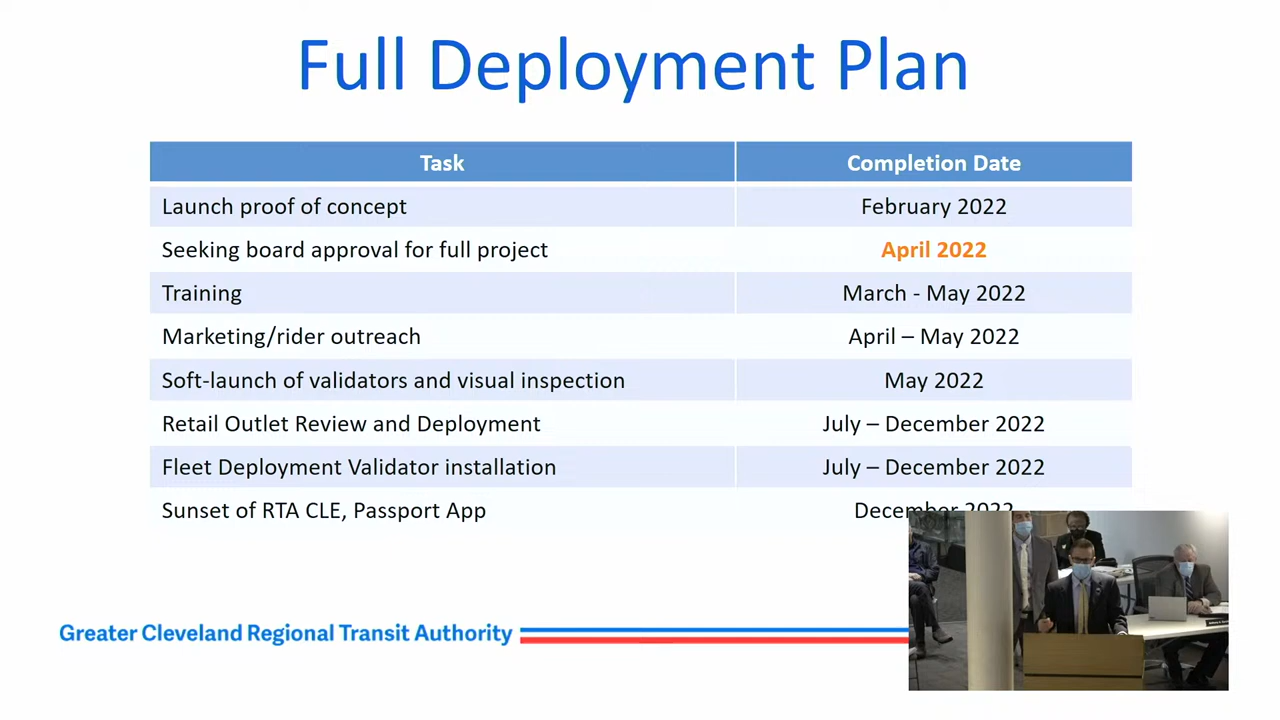 Full Deployment Plan
Task Completion Date
Launch proof of concept February 2022
Seeking board approval for full project April 2022
Training March - May 2022
Marketing/rider outreach April – May 2022
Soft-launch of validators and visual inspection May 2022
Retail Outlet Review and Deployment July – December 2022
Fleet Deployment Validator installation July – December 2022
Sunset of RTA CLE, Passport App December 2022
Greater Cleveland Regional Transit Authority